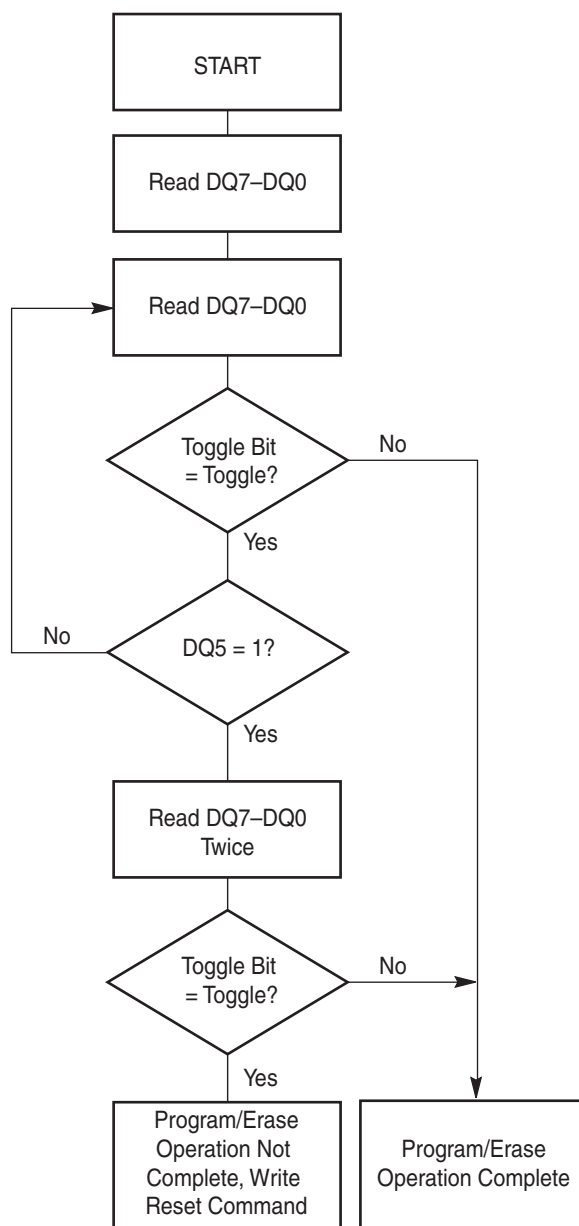 START
Read DQ7–DQ0
Read DQ7–DQ0
Toggle Bit
= Toggle?
No
Yes
No
DQ5 = 1?
Yes
Read DQ7–DQ0
Twice
Toggle Bit
= Toggle?
No
Yes
Program/Erase
Operation Not
Complete, Write
Reset Command
Program/Erase
Operation Complete